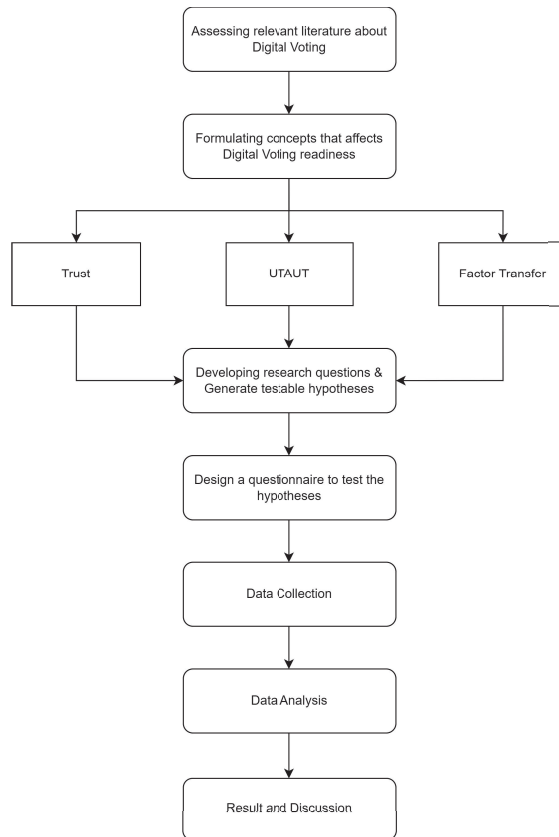 Assessing relevant literature about
Digital Voting
Formulating concepts that affects
Digital Voting readiness
Trust
UTAUT
Factor Transfer
Developing research questions &
Generate testable hypotheses
Design a questionnaire to test the
hypotheses
Data Collection
Data Analysis
Result and Discussion